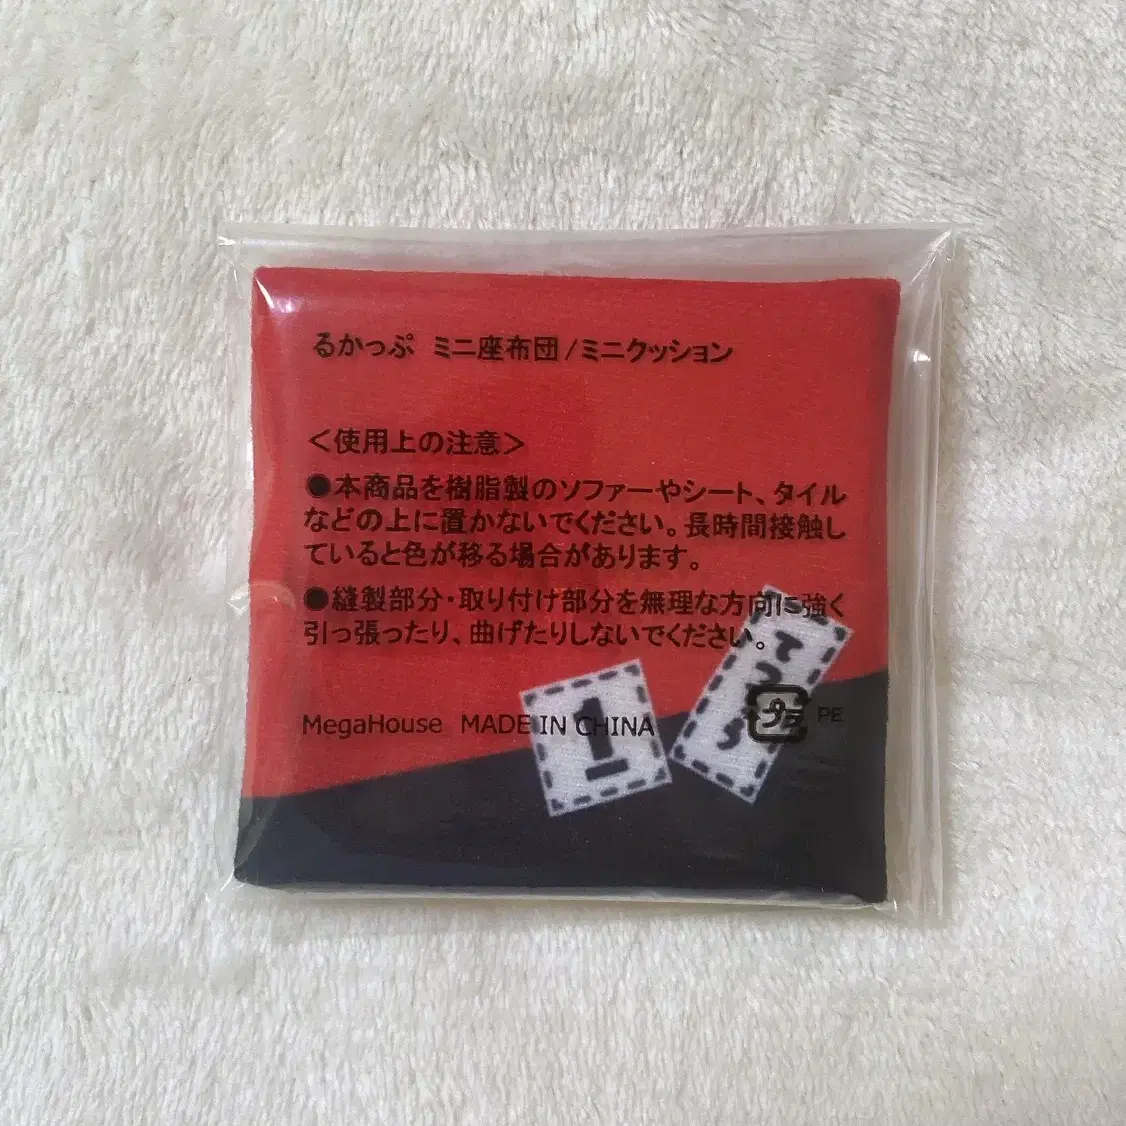 るかっぷ ミニ座布団/ミニクッション
＜使用上の注意＞
●本商品を樹脂製のソファーやシート、タイル
などの上に置かないでください。長時間接触し
ていると色が移る場合があります。
●縫製部分・取り付け部分を無理な方向に強く
引っ張ったり、曲げたりしないでください。
MegaHouse MADE IN CHINA
プラ PE
1